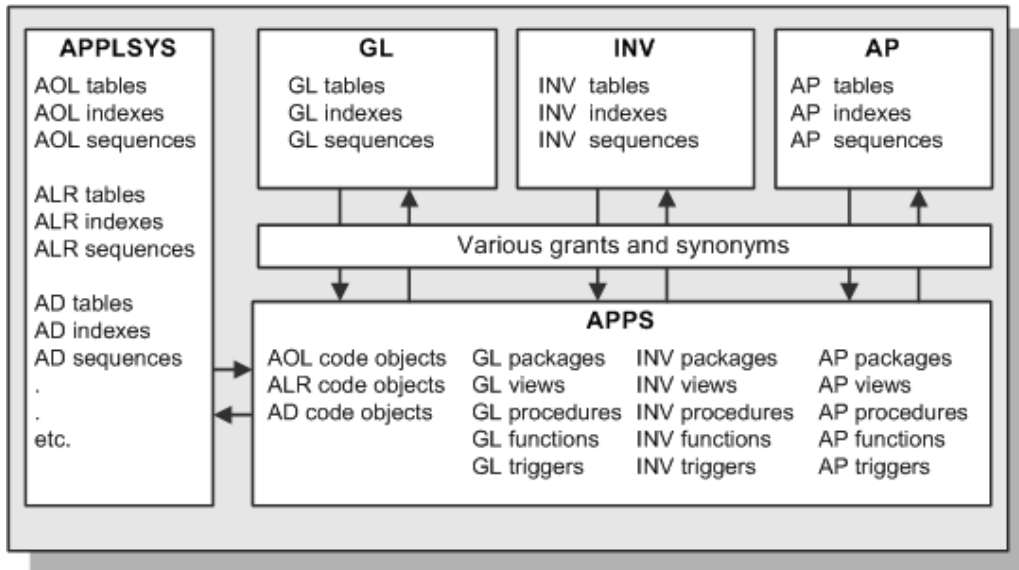 APPLSYS
AOL tables
AOL indexes
AOL sequences
ALR tables
ALR indexes
ALR sequences
AD tables
AD indexes
AD sequences
.
.
etc.
GL
GL tables
GL indexes
GL sequences
INV
INV tables
INV indexes
INV sequences
AP
AP tables
AP indexes
AP sequences
Various grants and synonyms
APPS
AOL code objects
ALR code objects
AD code objects
GL packages
GL views
GL procedures
GL functions
GL triggers
INV packages
INV views
INV procedures
INV functions
INV triggers
AP packages
AP views
AP procedures
AP functions
AP triggers